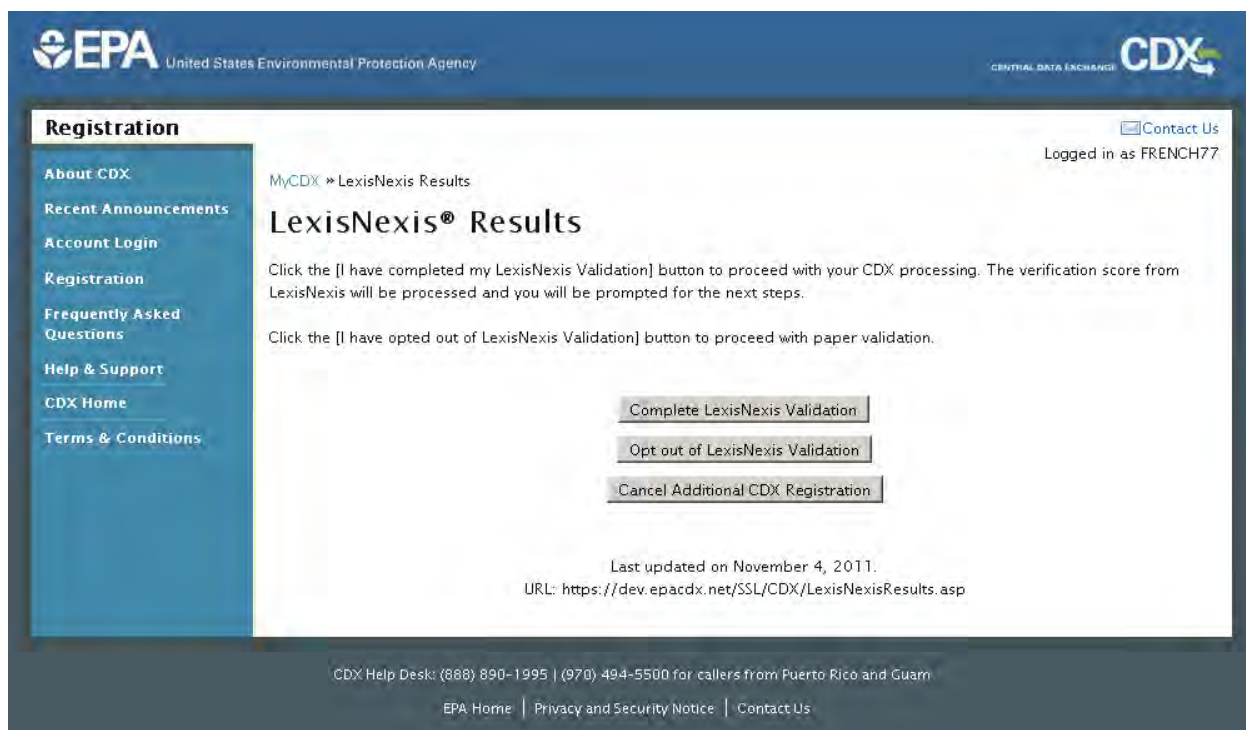 EPA United States Environmental Protection Agency
CENTRAL DATA EXCHANGE CDX
Registration
Contact Us
Logged in as FRENCH77
About CDX
Recent Announcements
Account Login
Registration
Frequently Asked
Questions
Help & Support
CDX Home
Terms & Conditions
MyCDX » LexisNexis Results
LexisNexis® Results
Click the [I have completed my LexisNexis Validation] button to proceed with your CDX processing. The verification score from
LexisNexis will be processed and you will be prompted for the next steps.
Click the [I have opted out of LexisNexis Validation] button to proceed with paper validation.
Complete LexisNexis Validation
Opt out of LexisNexis Validation
Cancel Additional CDX Registration
Last updated on November 4, 2011.
URL: https://dev.epacdx.net/SSL/CDX/LexisNexisResults.asp
CDX Help Desk: (888) 890-1995 | (970) 494-5500 for callers from Puerto Rico and Guam
EPA Home | Privacy and Security Notice | Contact Us